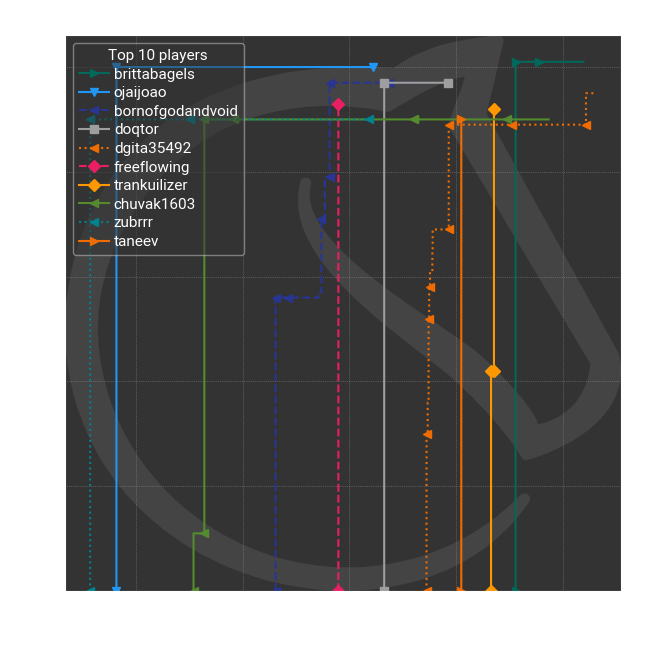 Top 10 players
brittabagels
ojaijoao
bornofgodandvoid
doqtor
dgita35492
freeflowing
trankuilizer
chuvak1603
zubrrr
taneev